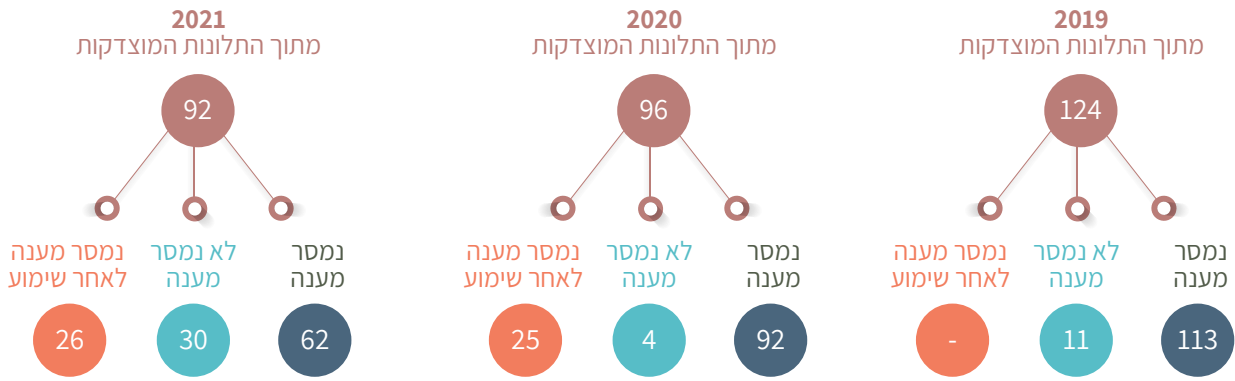 2019
מתוך התלונות המוצדקות
124
נמסר
מענה
113
לא נמסר
מענה
11
נמסר מענה
לאחר שימוע
-
2020
מתוך התלונות המוצדקות
96
נמסר
מענה
92
לא נמסר
מענה
4
נמסר מענה
לאחר שימוע
25
2021
מתוך התלונות המוצדקות
92
נמסר
מענה
62
לא נמסר
מענה
30
נמסר מענה
לאחר שימוע
26